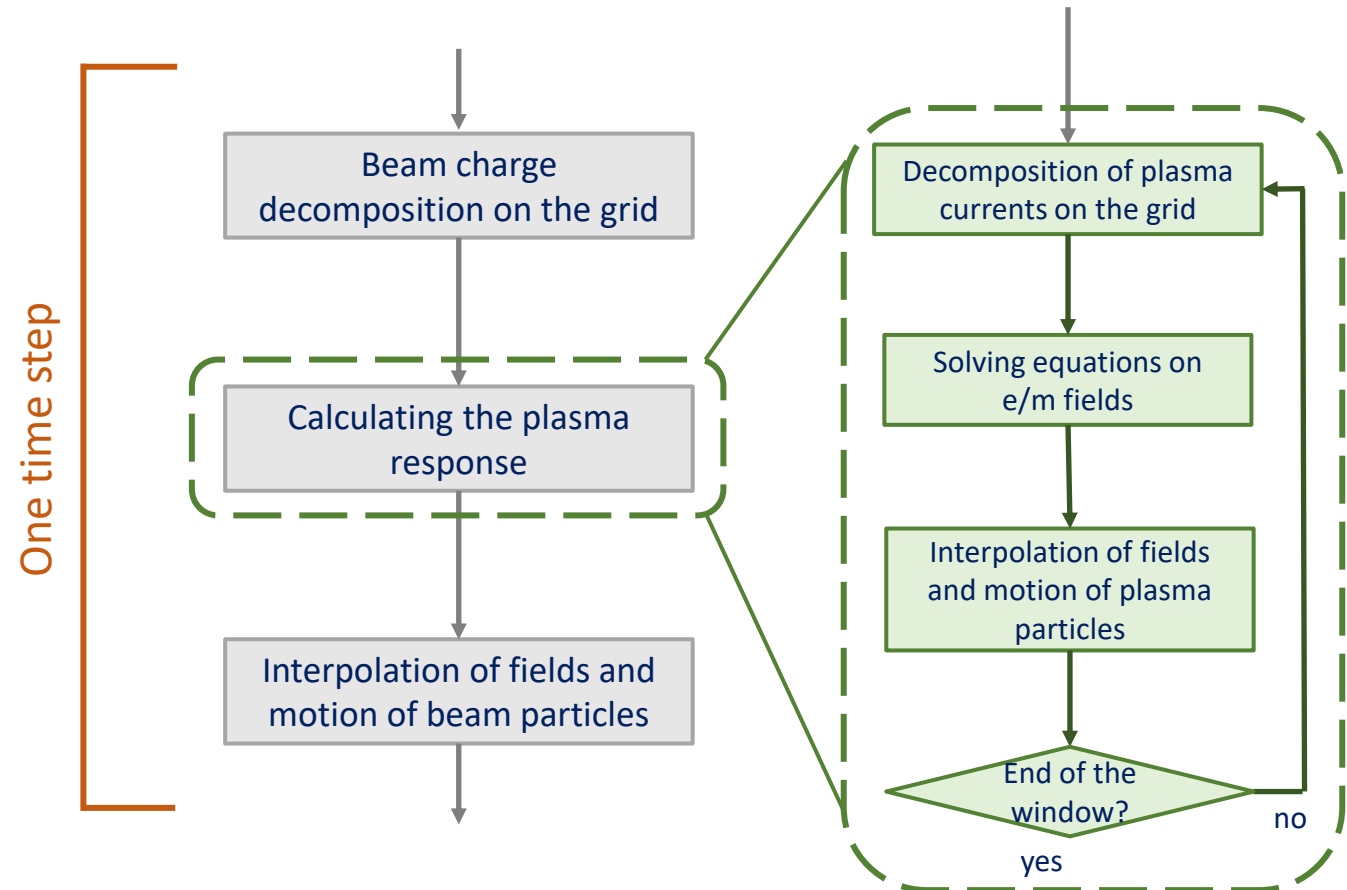 One time step
Beam charge
decomposition on the grid
Calculating the plasma
response
Interpolation of fields and
motion of beam particles
Decomposition of plasma
currents on the grid
Solving equations on
e/m fields
Interpolation of fields
and motion of plasma
particles
End of the
window?
no
yes